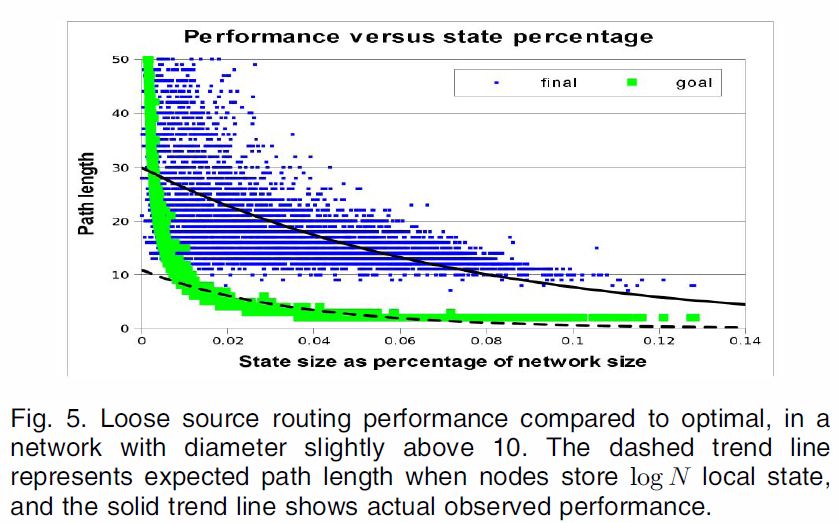 Performance versus state percentage
50
40
30
20
10
0
Path length
final
goal
0
0.02
0.04
0.06
0.08
0.1
0.12
0.14
State size as percentage of network size
Fig. 5. Loose source routing performance compared to optimal, in a
network with diameter slightly above 10. The dashed trend line
represents expected path length when nodes store log N local state,
and the solid trend line shows actual observed performance.